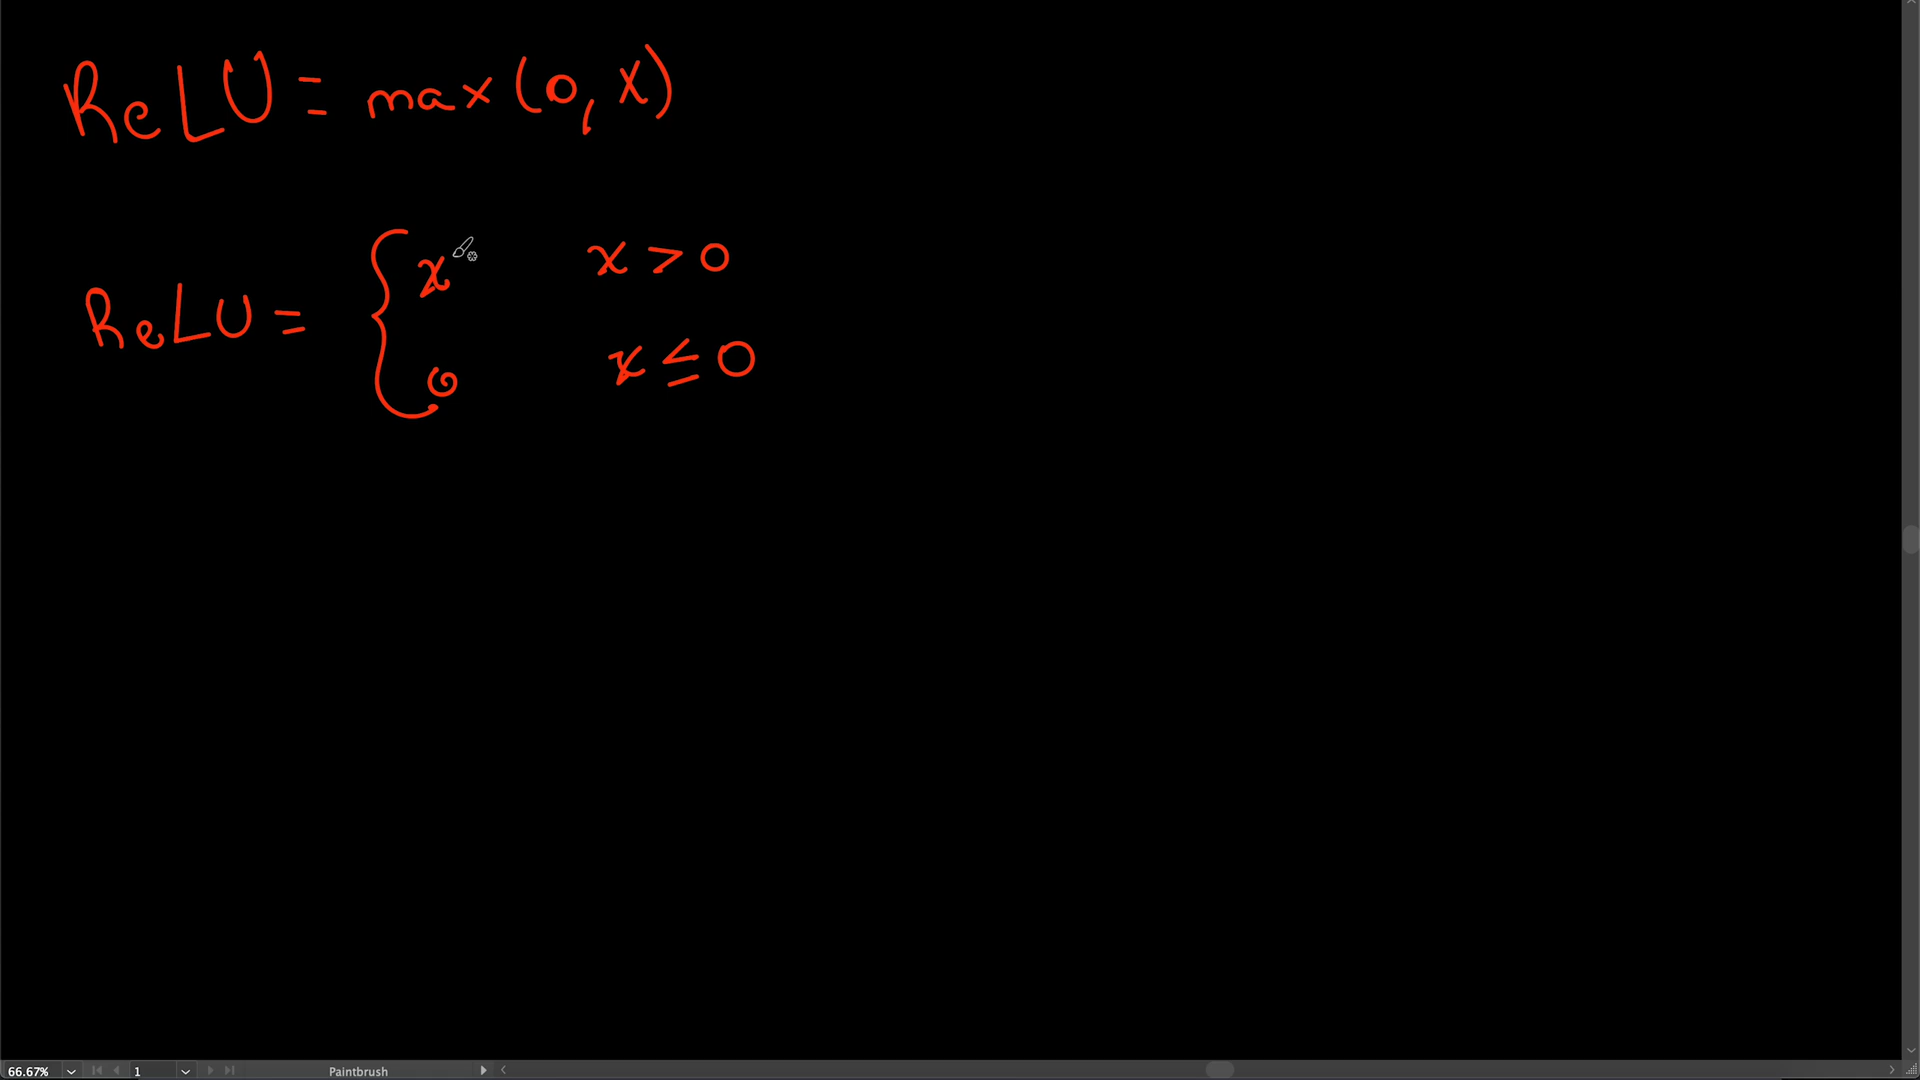 ReLU = max(0, x)
ReLU = { x x > 0
0 x ≤ 0
66.67% 1 Paintbrush